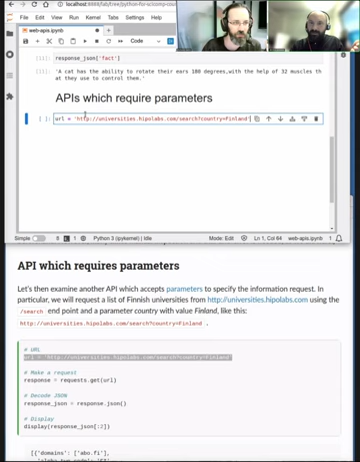 web-apis.ipynb
File Edit View Run Kernel Tabs Settings Help
web-apis.ipynb
Code
response_json['fact']
[11]: 'A cat has the ability to rotate their ears 180 degrees,with the help of 32 muscles th
at they use to control them.'
APIs which require parameters
[ ]: url = 'http://universities.hipolabs.com/search?country=Finland'
Simple 8 1 Python 3 (ipykernel) | Idle Mode: Edit Ln 1, Col 64 web-apis.ipynb 1
API which requires parameters
Let's then examine another API which accepts parameters to specify the information request. In
particular, we will request a list of Finnish universities from http://universities.hipolabs.com using the
/search end point and a parameter country with value Finland, like this:
http://universities.hipolabs.com/search?country=Finland .
# URL
url = 'http://universities.hipolabs.com/search?country=Finland'
# Make a request
response = requests.get(url)
# Decode JSON
response_json = response.json()
# Display
display(response_json[:2])
[{'domains': ['abo.fi'],